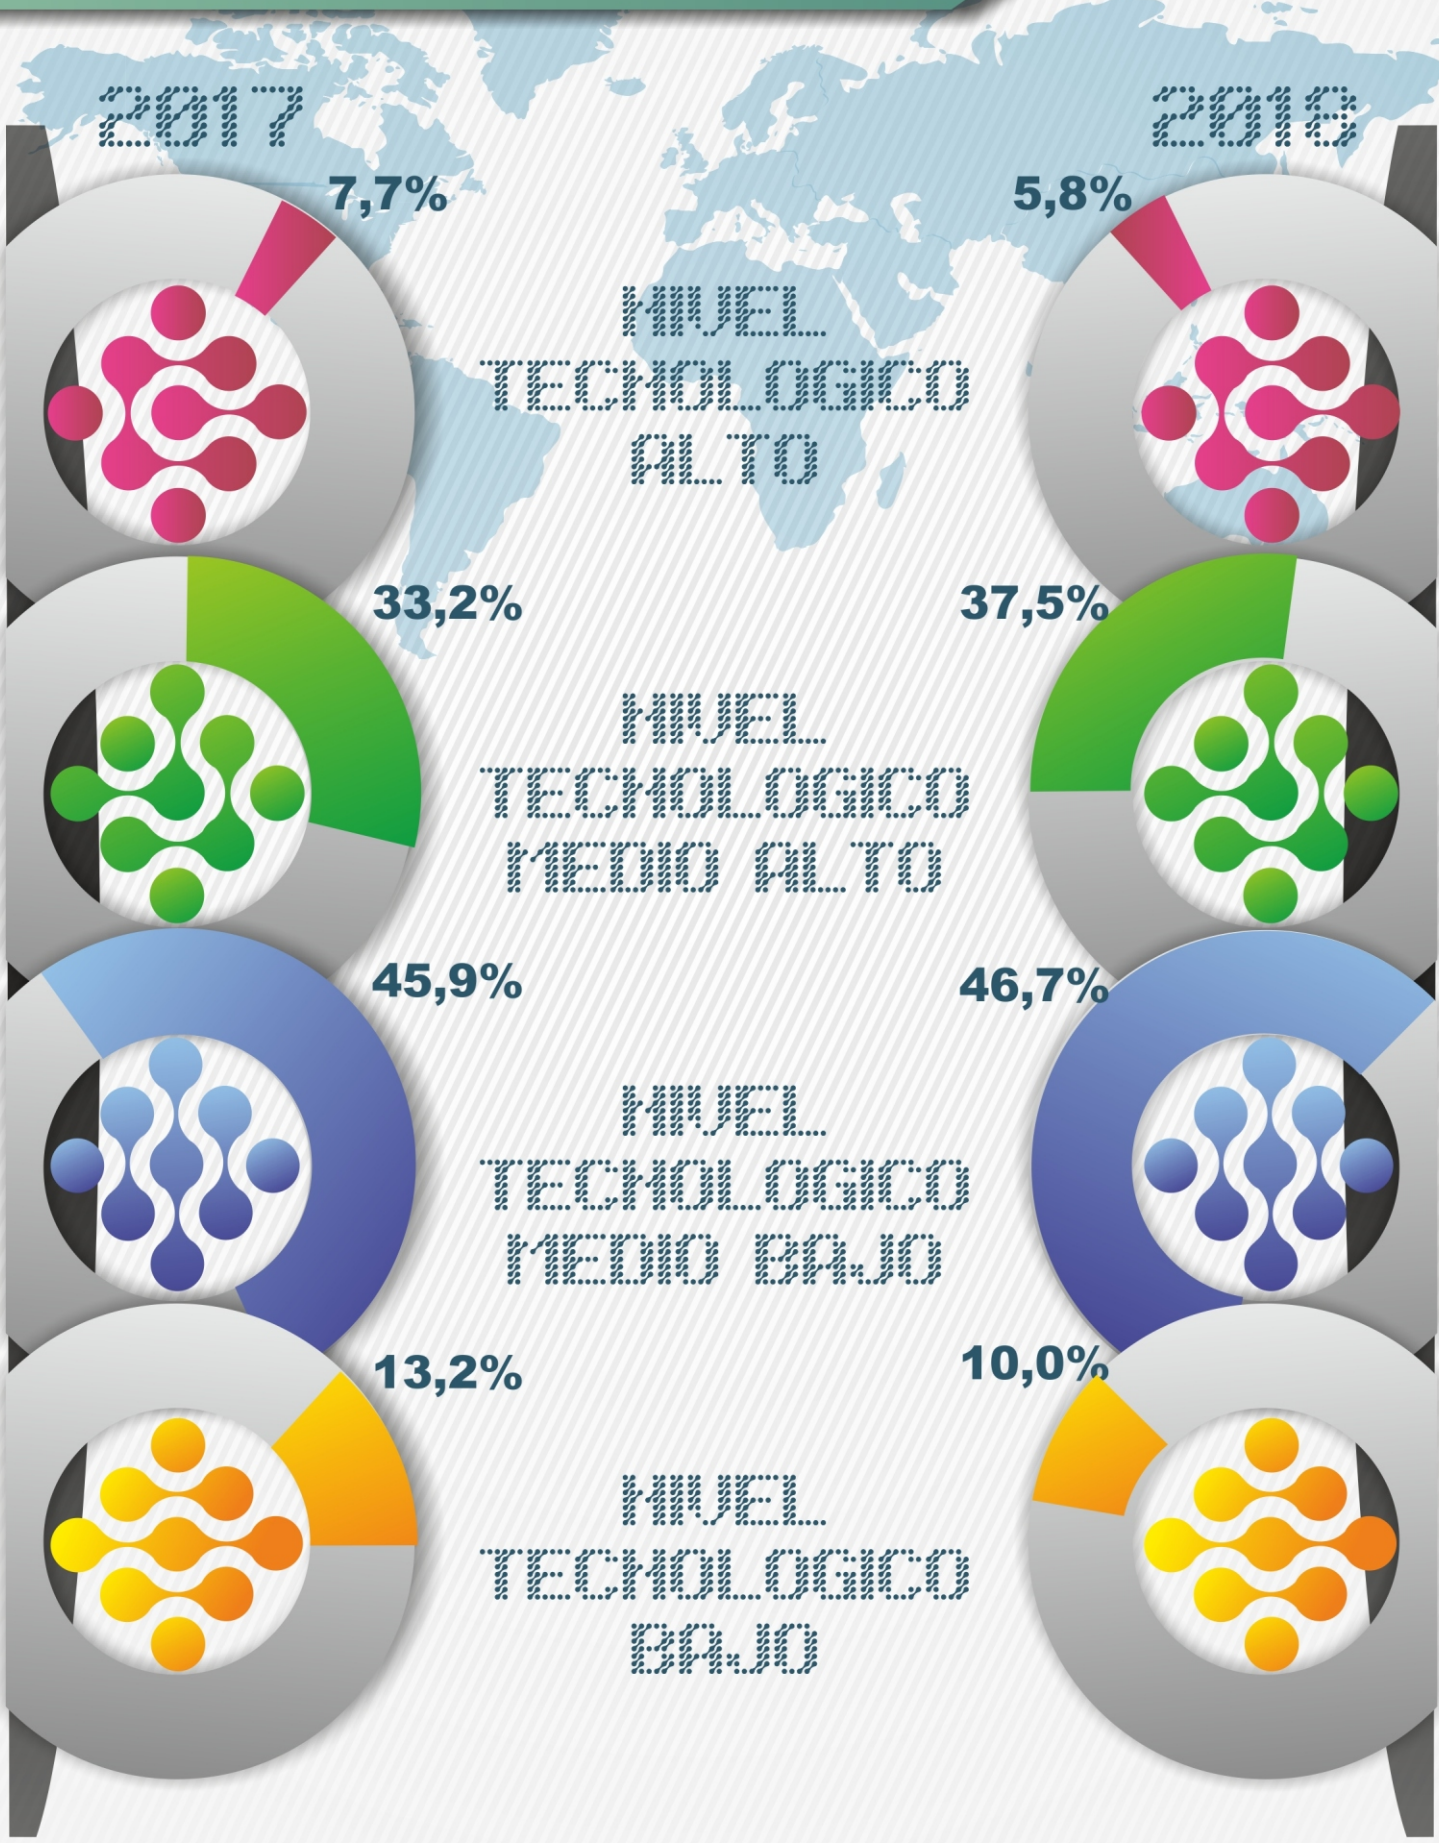 2017
2018
7,7%
5,8%
NIVEL
TECNOLOGICO
ALTO
33,2%
37,5%
NIVEL
TECNOLOGICO
MEDIO ALTO
45,9%
46,7%
NIVEL
TECNOLOGICO
MEDIO BAJO
13,2%
10,0%
NIVEL
TECNOLOGICO
BAJO